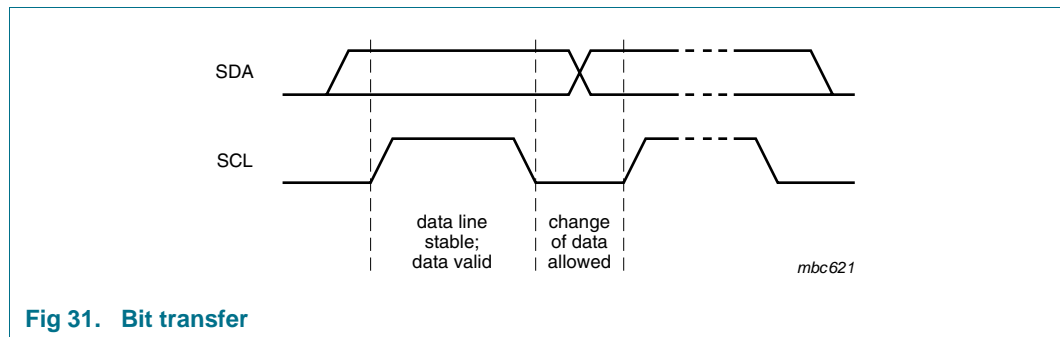 SDA
SCL
data line
stable;
data valid
change
of data
allowed
mbc621
Fig 31. Bit transfer